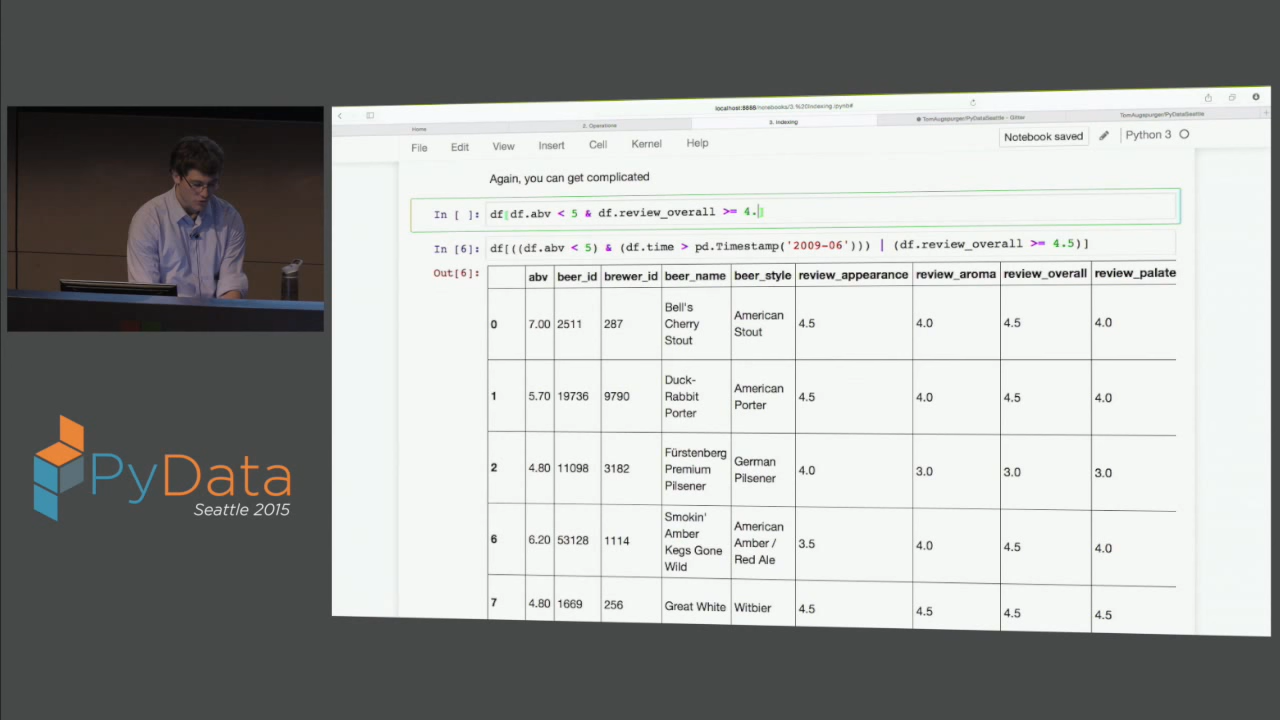 localhost:8888/notebooks/3.%20Indexing.ipynb#
Home
2. Operations
3. Indexing
TomAugspurger/PyDataSeattle - Gitter
TomAugspurger/PyDataSeattle
File Edit View Insert Cell Kernel Help
Notebook saved
Python 3
Again, you can get complicated
In [ ]: df[df.abv < 5 & df.review_overall >= 4.]
In [6]: df[((df.abv < 5) & (df.time > pd.Timestamp('2009-06'))) | (df.review_overall >= 4.5)]
Out[6]:
abv beer_id brewer_id beer_name beer_style review_appearance review_aroma review_overall review_palate
0 7.00 2511 287 Bell's Cherry Stout American Stout 4.5 4.0 4.5 4.0
1 5.70 19736 9790 Duck-Rabbit Porter American Porter 4.5 4.0 4.5 4.0
2 4.80 11098 3182 Fürstenberg Premium Pilsener German Pilsener 4.0 3.0 3.0 3.0
6 6.20 53128 1114 Smokin' Amber Kegs Gone Wild American Amber / Red Ale 3.5 4.0 4.5 4.0
7 4.80 1669 256 Great White Witbier 4.5 4.5 4.5 4.5
PyData
Seattle 2015